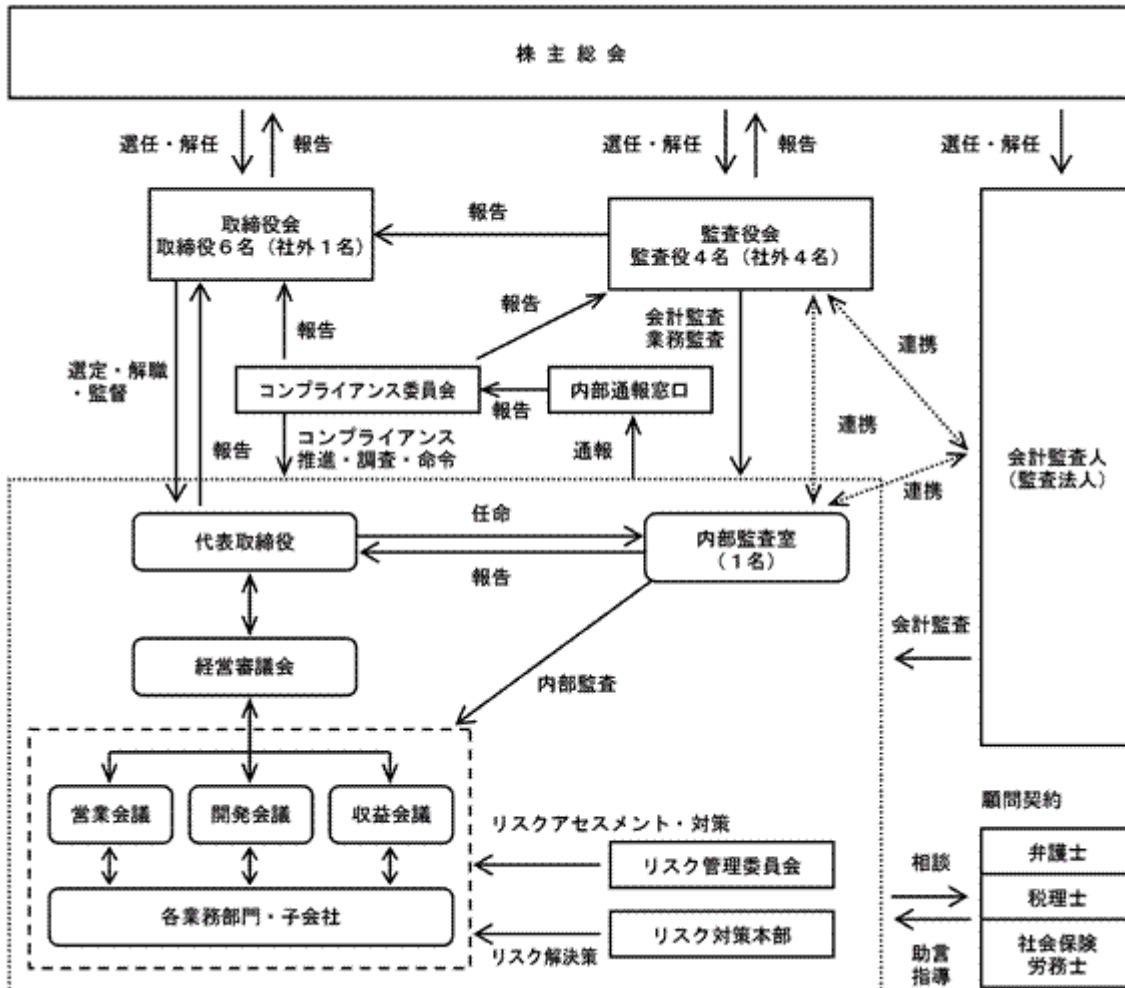 株主総会
選任・解任
報告
選任・解任
報告
選任・解任
取締役会
取締役６名（社外１名）
報告
監査役会
監査役４名（社外４名）
報告
報告
会計監査
業務監査
連携
選定・解職
・監督
コンプライアンス委員会
報告
内部通報窓口
連携
報告
コンプライアンス
推進・調査・命令
通報
会計監査人
（監査法人）
連携
代表取締役
任命
報告
内部監査室
（１名）
会計監査
経営審議会
内部監査
営業会議
開発会議
収益会議
顧問契約
リスクアセスメント・対策
リスク管理委員会
相談
弁護士
税理士
各業務部門・子会社
リスク対策本部
リスク解決策
助言
指導
社会保険
労務士